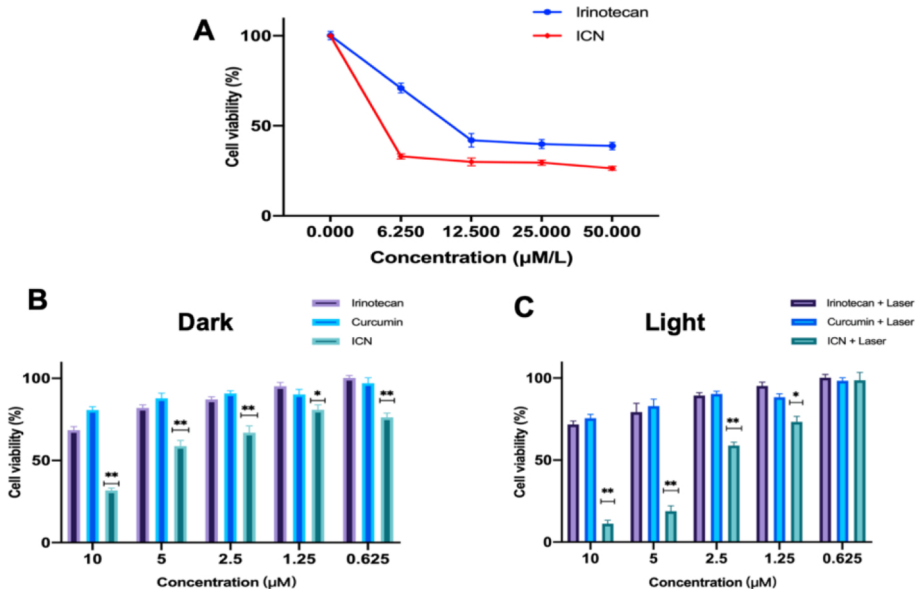 A
Irinotecan
ICN
Cell viability (%)
100
50
0
0.000 6.250 12.500 25.000 50.000
Concentration (μM/L)
B
Dark
Irinotecan
Curcumin
ICN
Cell viability (%)
100
50
0
** ** ** * **
10 5 2.5 1.25 0.625
Concentration (μM)
C
Light
Irinotecan + Laser
Curcumin + Laser
ICN + Laser
Cell viability (%)
100
50
0
** ** ** *
10 5 2.5 1.25 0.625
Concentration (μM)